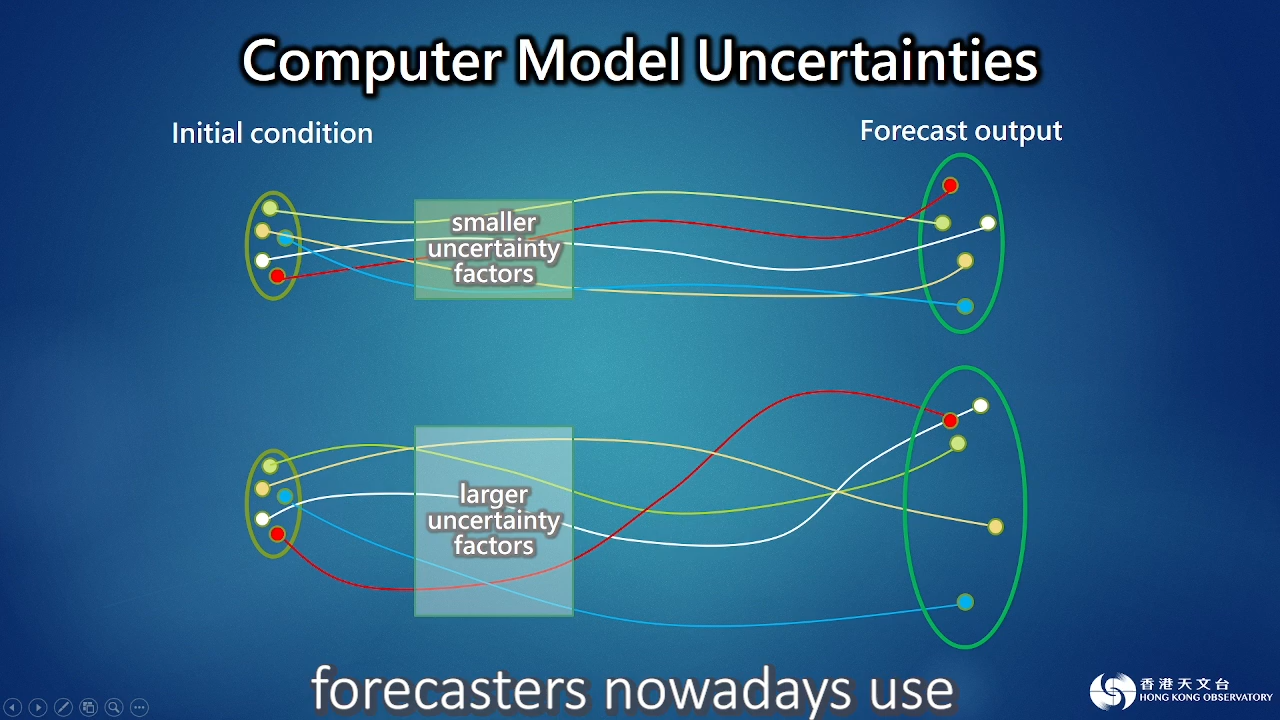 Computer Model Uncertainties
Initial condition
Forecast output
smaller
uncertainty
factors
larger
uncertainty
factors
forecasters nowadays use
香港天文台
HONG KONG OBSERVATORY